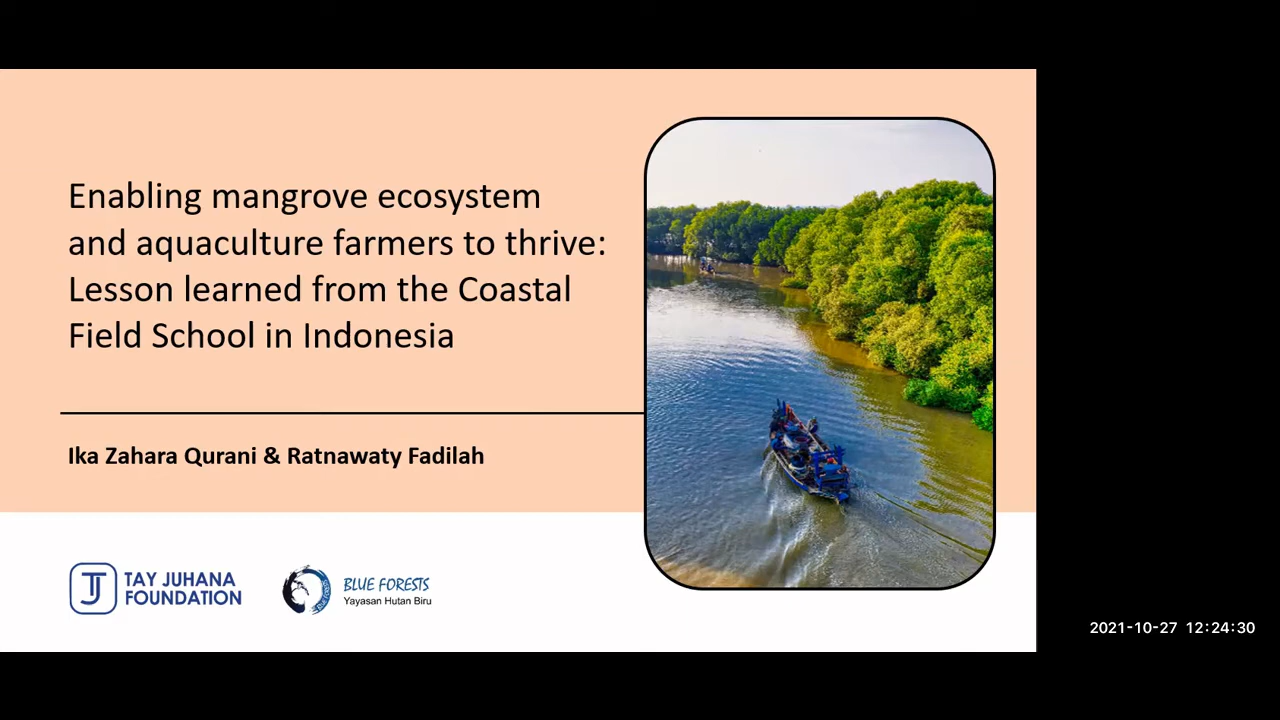 Enabling mangrove ecosystem
and aquaculture farmers to thrive:
Lesson learned from the Coastal
Field School in Indonesia
Ika Zahara Qurani & Ratnawaty Fadilah
TAY JUHANA
FOUNDATION
BLUE FORESTS
Yayasan Hutan Biru
2021-10-27 12:24:30